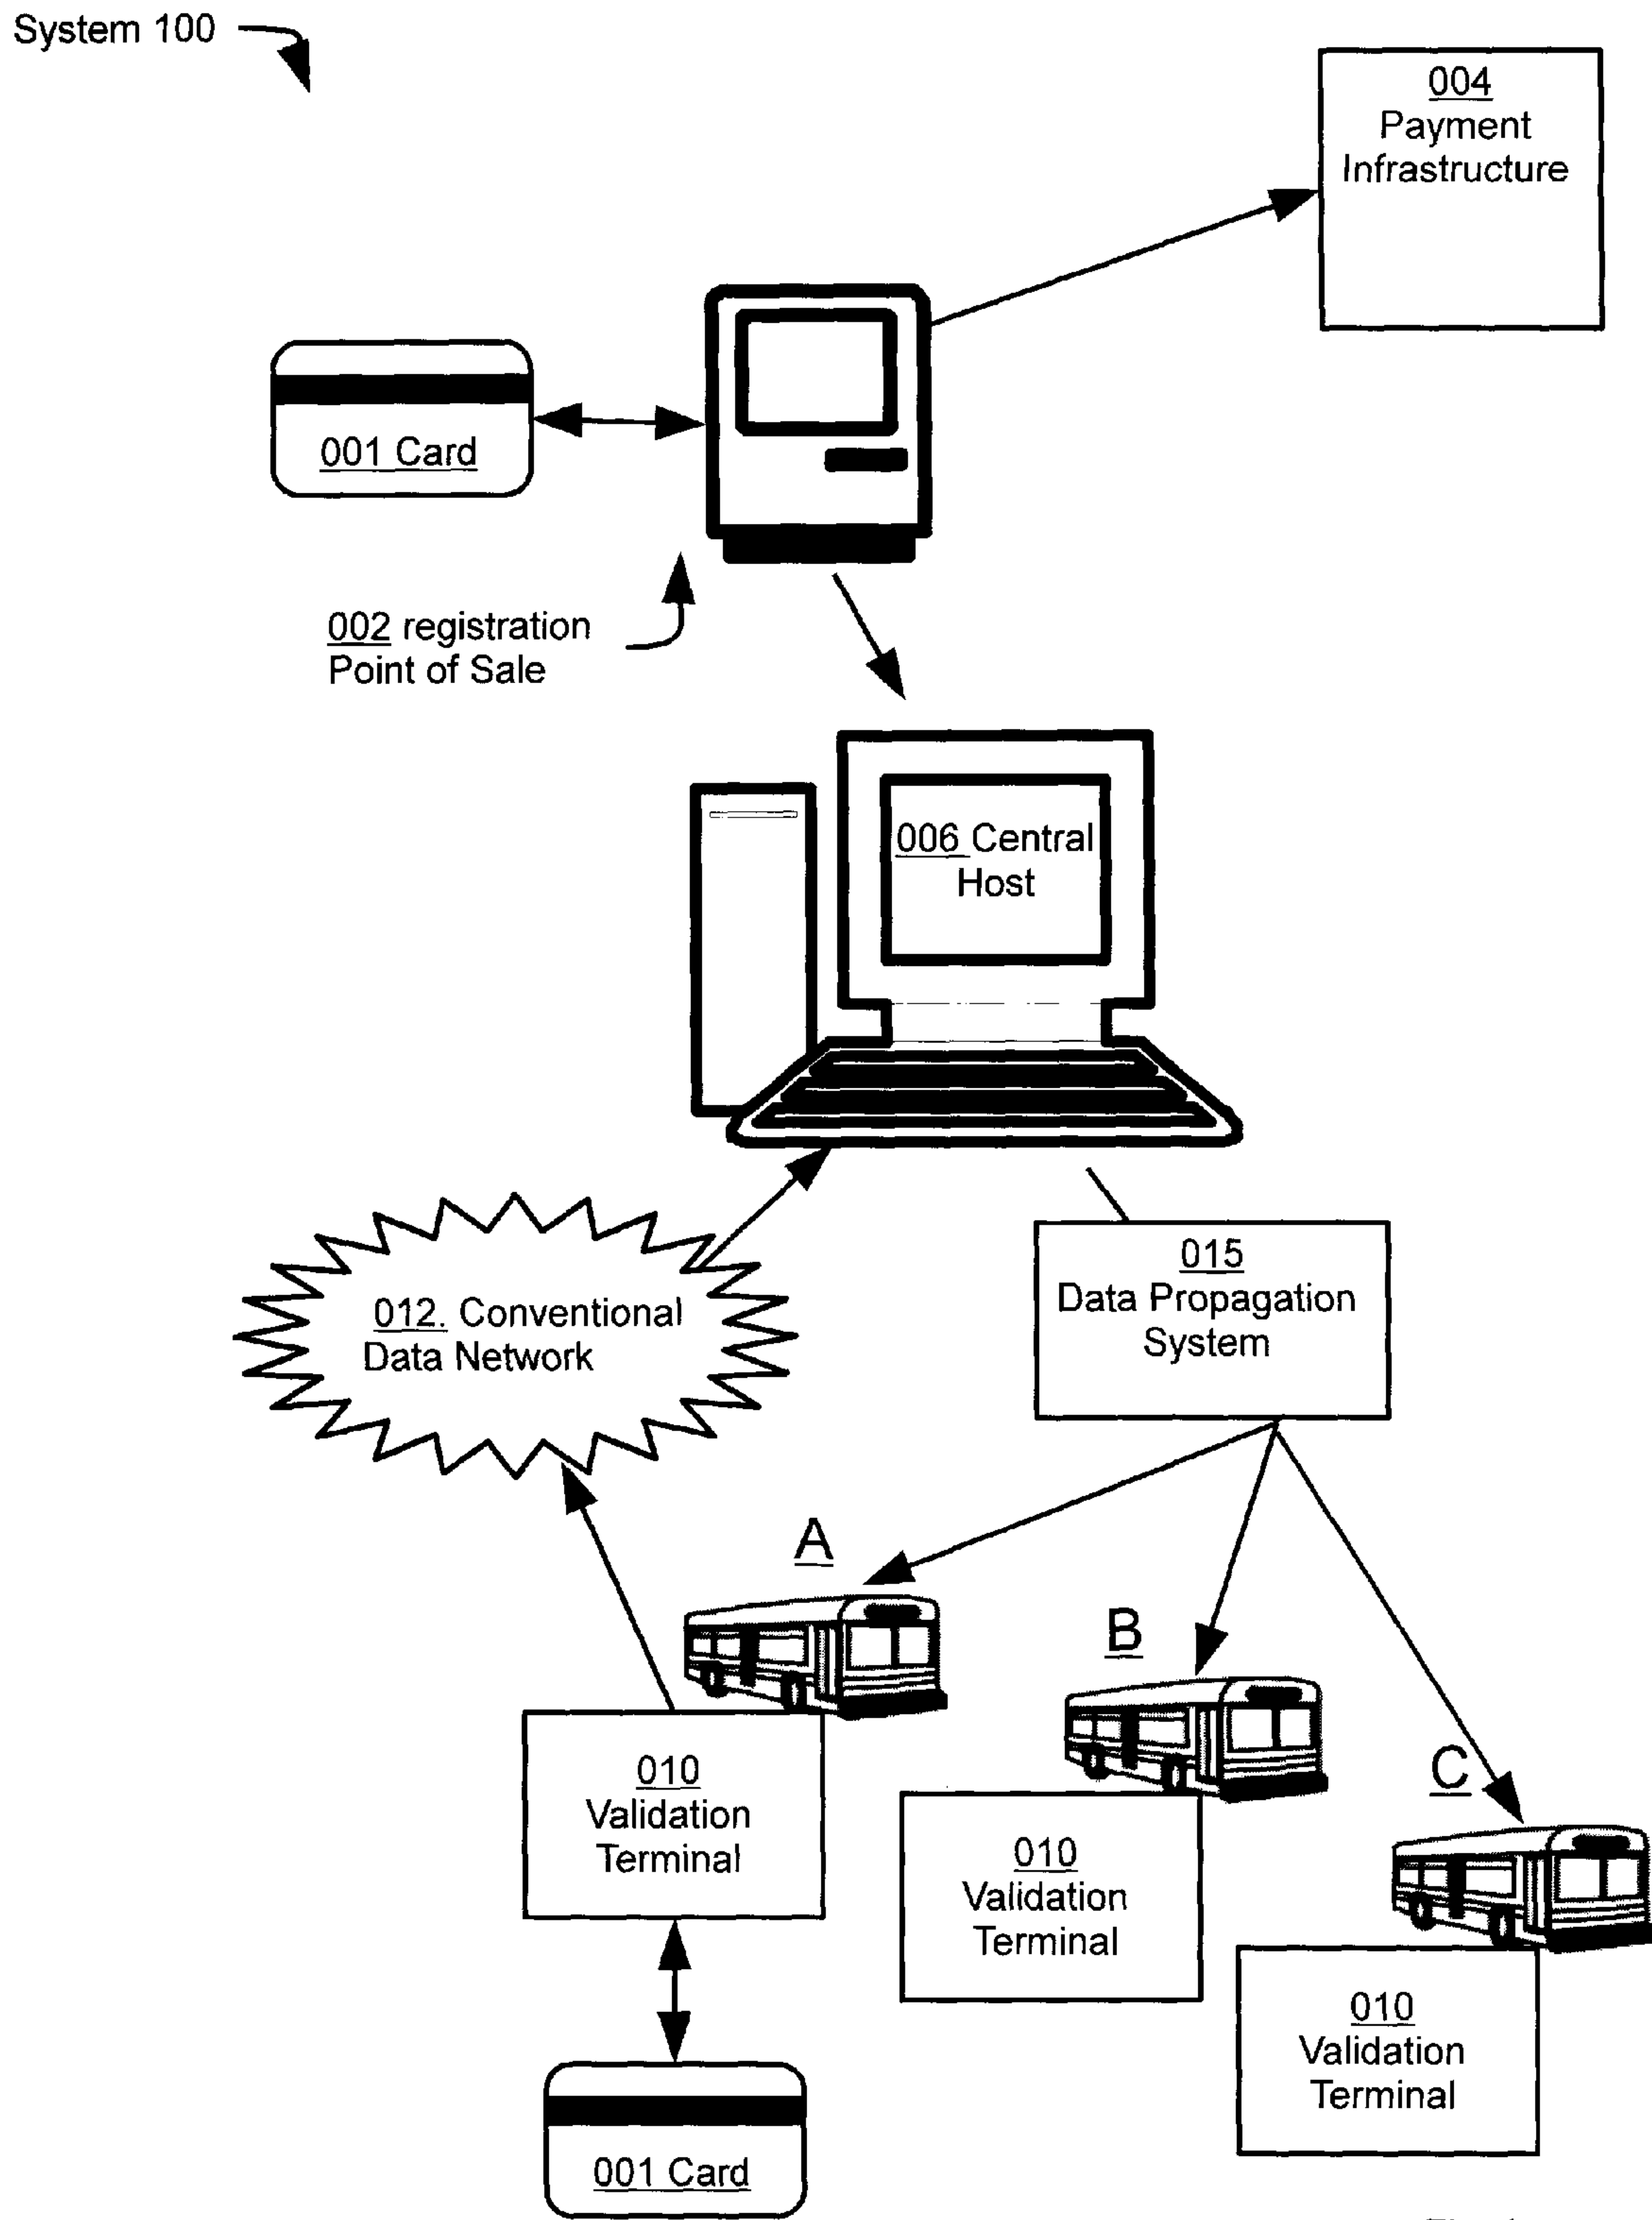 System 100
004
Payment
Infrastructure
001 Card
002 registration
Point of Sale
006 Central
Host
012. Conventional
Data Network
015
Data Propagation
System
A
B
C
010
Validation
Terminal
010
Validation
Terminal
010
Validation
Terminal
001 Card